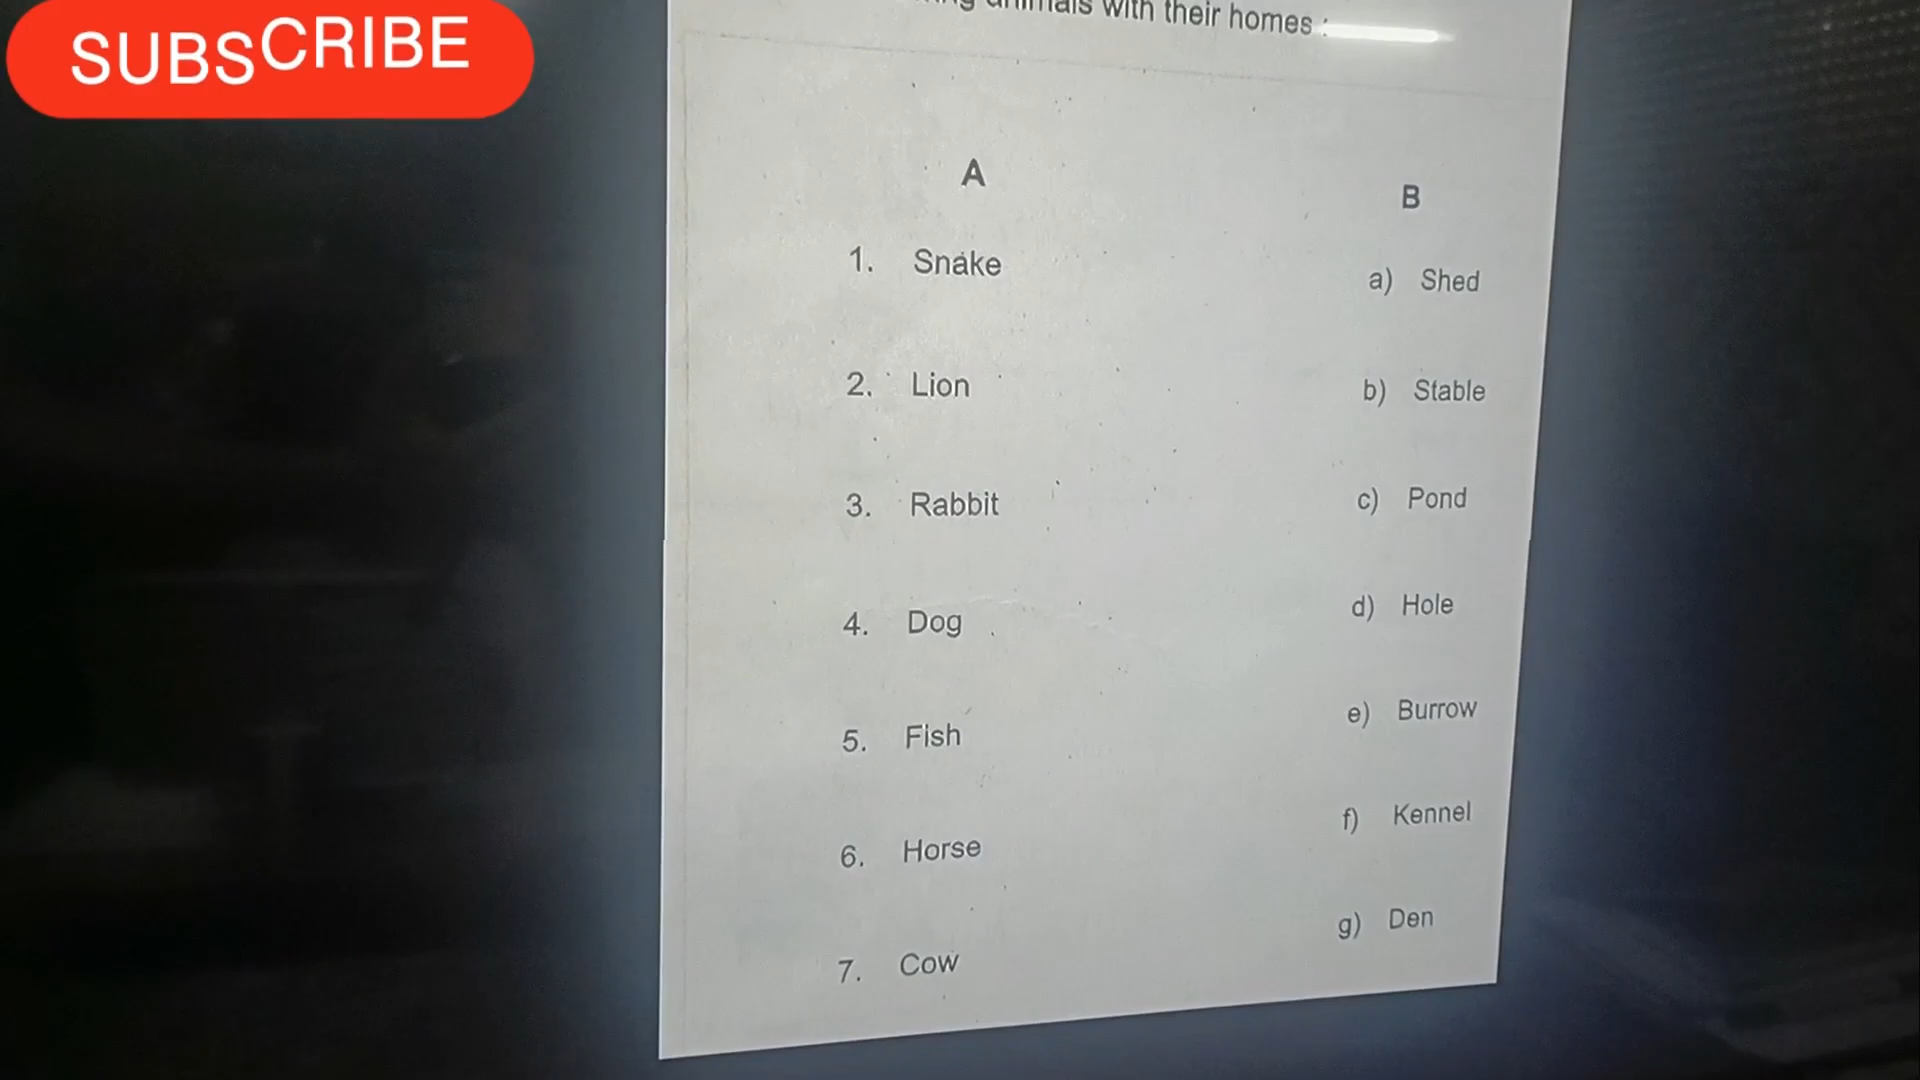 SUBSCRIBE
animals with their homes :
A
B
1. Snake
a) Shed
2. Lion
b) Stable
3. Rabbit
c) Pond
4. Dog
d) Hole
5. Fish
e) Burrow
6. Horse
f) Kennel
7. Cow
g) Den